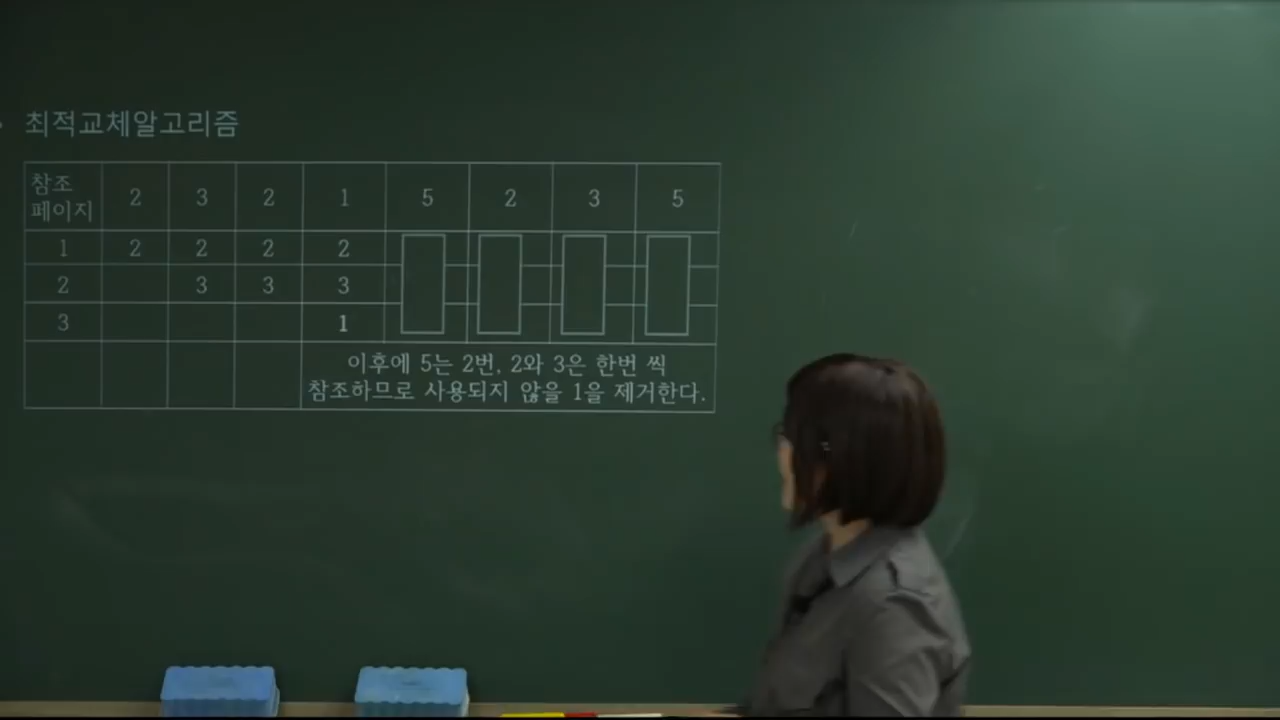 최적교체알고리즘
참조
페이지 2 3 2 1 5 2 3 5
1 2 2 2 2
2 3 3 3
3 1
이후에 5는 2번, 2와 3은 한번 씩
참조하므로 사용되지 않을 1을 제거한다.